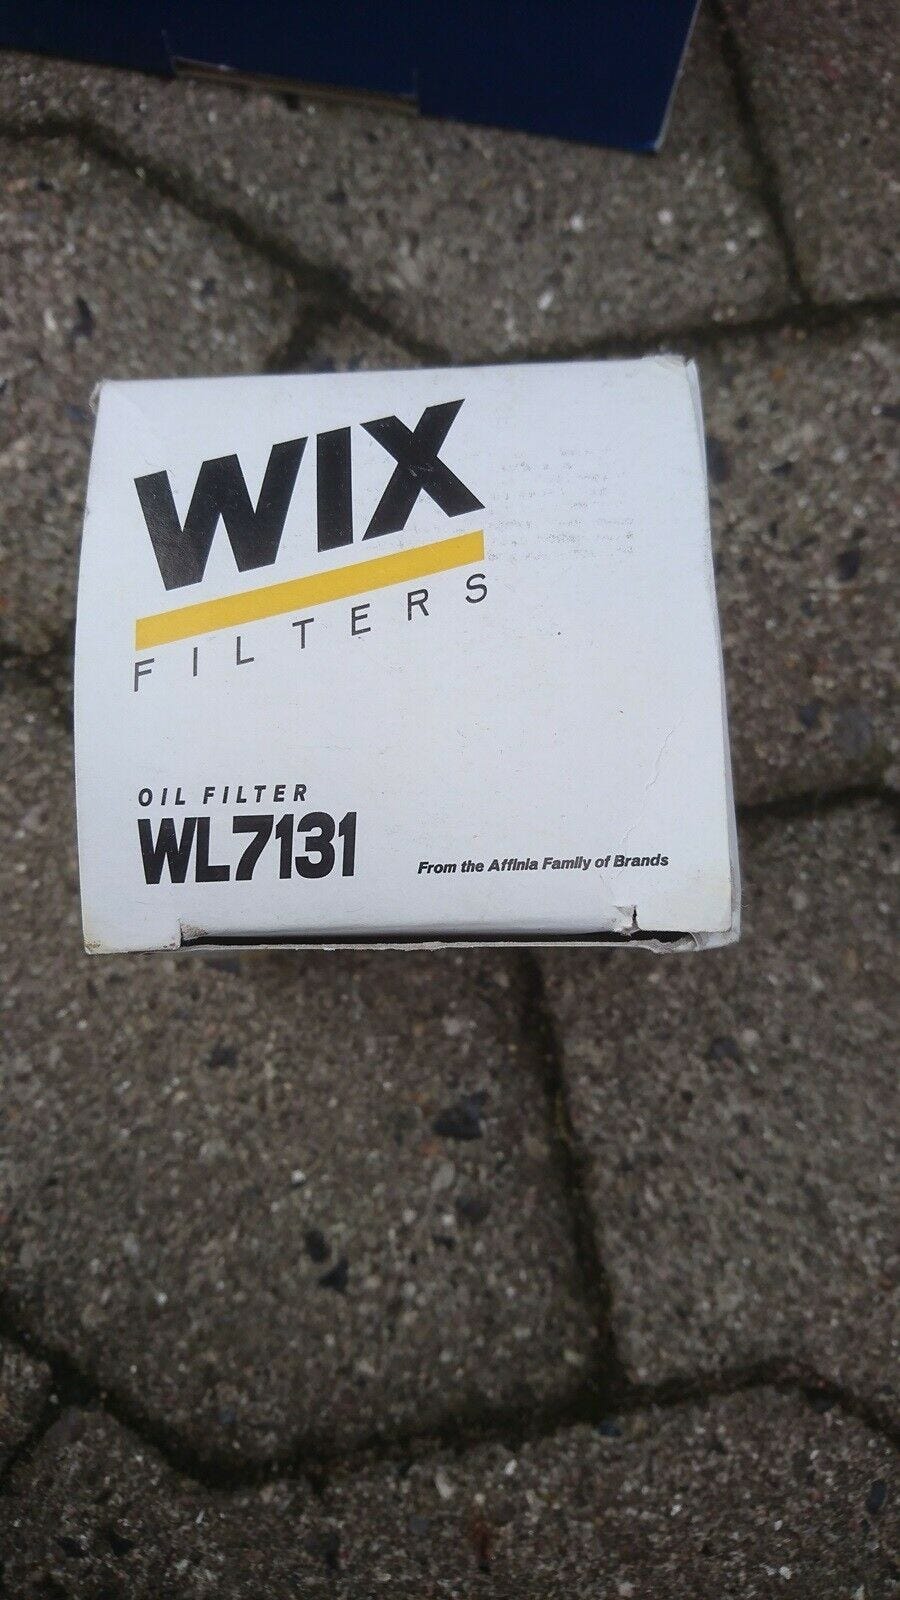 WIX
FILTERS
OIL FILTER
WL7131
From the Affinia Family of Brands